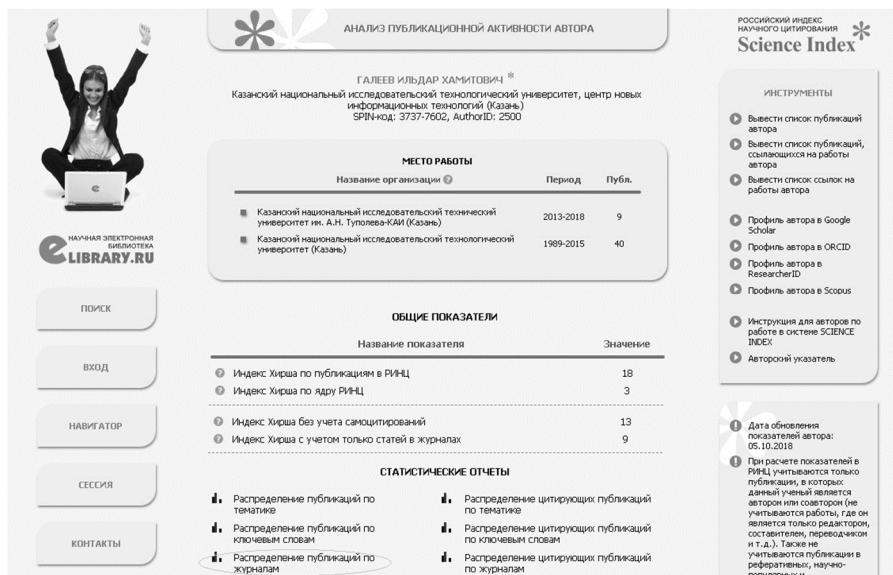 АНАЛИЗ ПУБЛИКАЦИОННОЙ АКТИВНОСТИ АВТОРА
ГАЛЕЕВ ИЛЬДАР ХАМИТОВИЧ *
Казанский национальный исследовательский технологический университет, центр новых
информационных технологий (Казань)
SPIN-код: 3737-7602, AuthorID: 2500
МЕСТО РАБОТЫ
Название организации ? Период Публ.
Казанский национальный исследовательский технический
университет им. А.Н. Туполева-КАИ (Казань)
2013-2018 9
Казанский национальный исследовательский технологический
университет (Казань)
1989-2015 40
ОБЩИЕ ПОКАЗАТЕЛИ
Название показателя Значение
Индекс Хирша по публикациям в РИНЦ 18
Индекс Хирша по ядру РИНЦ 3
Индекс Хирша без учета самоцитирований 13
Индекс Хирша с учетом только статей в журналах 9
СТАТИСТИЧЕСКИЕ ОТЧЕТЫ
Распределение публикаций по
тематике
Распределение публикаций по
ключевым словам
Распределение публикаций по
журналам
Распределение цитирующих публикаций
по тематике
Распределение цитирующих публикаций
по ключевым словам
Распределение цитирующих публикаций
по журналам
НАУЧНАЯ ЭЛЕКТРОННАЯ
БИБЛИОТЕКА
eLIBRARY.RU
ПОИСК
ВХОД
НАВИГАТОР
СЕССИЯ
КОНТАКТЫ
РОССИЙСКИЙ ИНДЕКС
НАУЧНОГО ЦИТИРОВАНИЯ
Science Index
ИНСТРУМЕНТЫ
Вывести список публикаций
автора
Вывести список публикаций,
ссылающихся на работы
автора
Вывести список ссылок на
работы автора
Профиль автора в Google
Scholar
Профиль автора в ORCID
Профиль автора в
ResearcherID
Профиль автора в Scopus
Инструкция для авторов по
работе в системе SCIENCE
INDEX
Авторский указатель
Дата обновления
показателей автора:
05.10.2018
При расчете показателей в
РИНЦ учитываются только
публикации, в которых
данный ученый является
автором или соавтором (не
учитываются работы, где он
является только редактором,
составителем, переводчиком
и т.д.). Также не
учитываются публикации в
реферативных, научно-
популярных и